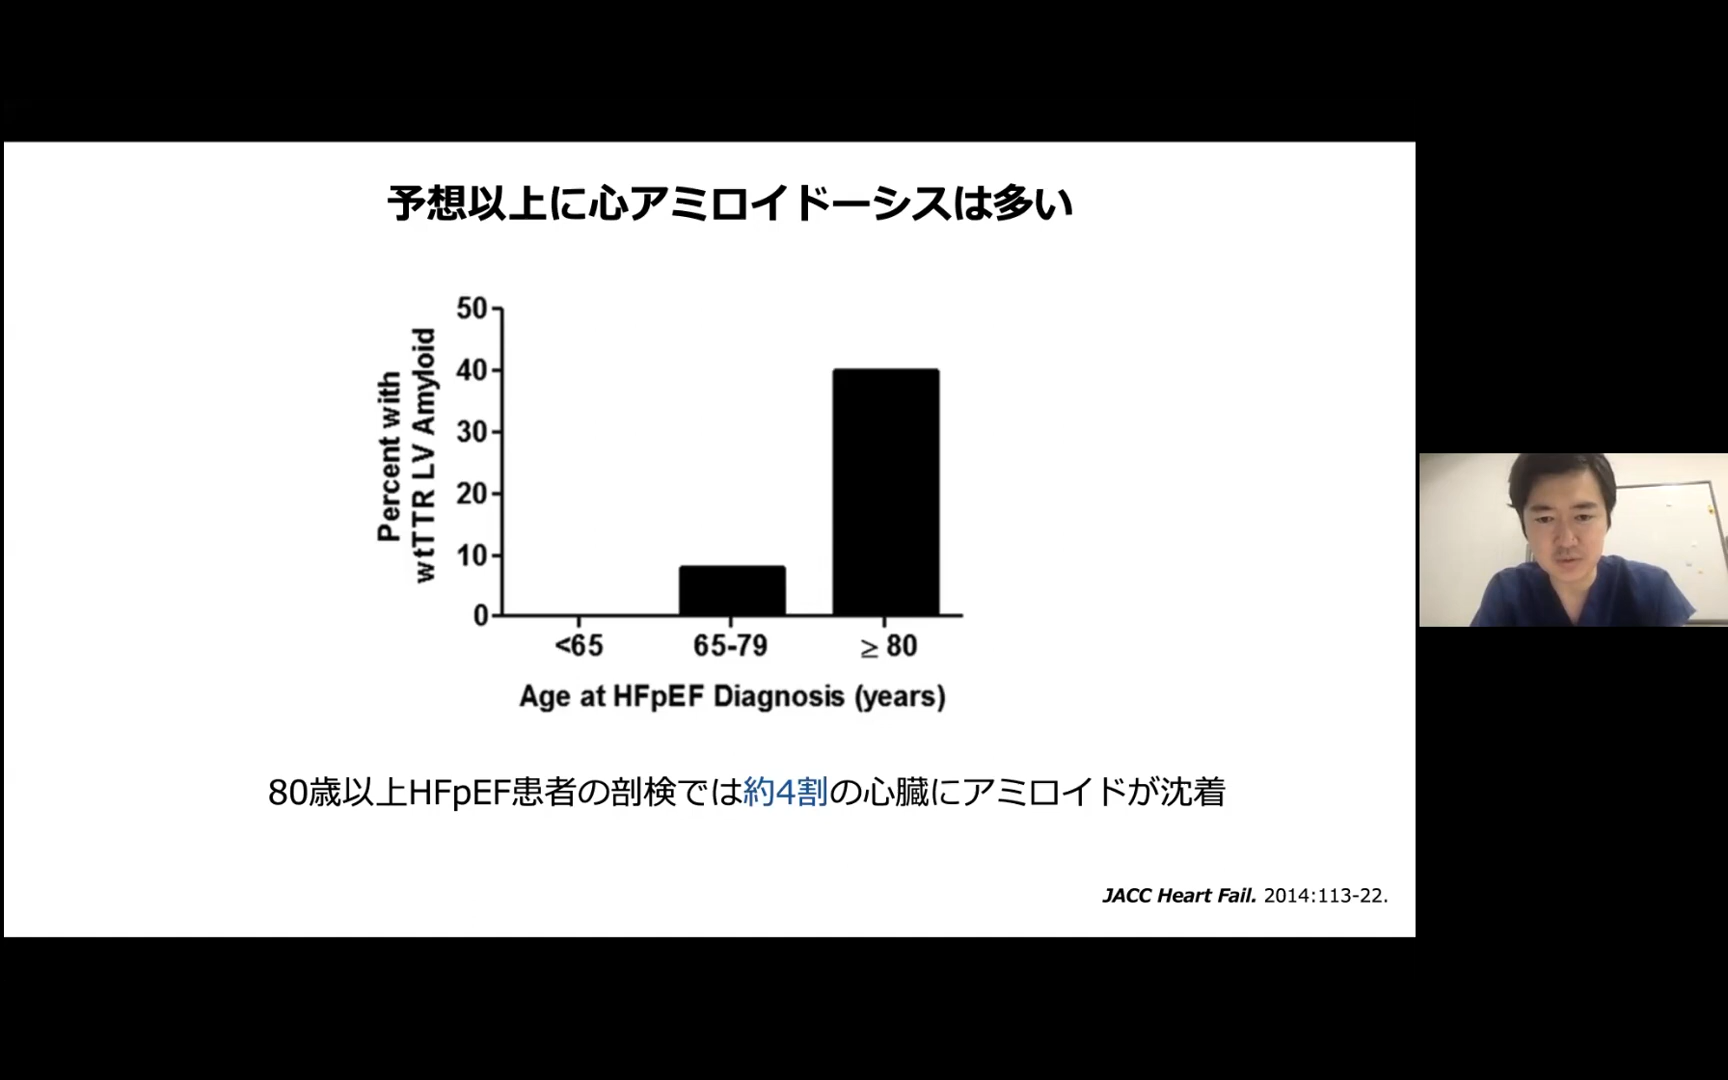 予想以上に心アミロイドーシスは多い
Percent with
wtTTR LV Amyloid
50
40
30
20
10
0
<65
65-79
≥ 80
Age at HFpEF Diagnosis (years)
80歳以上HFpEF患者の剖検では約4割の心臓にアミロイドが沈着
JACC Heart Fail. 2014:113-22.